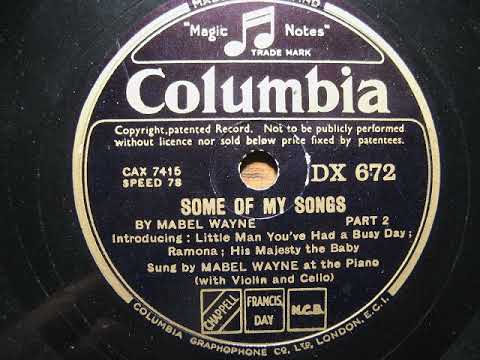 "Magic Notes"
TRADE MARK
Columbia
Copyright, patented Record. Not to be publicly performed
without licence nor sold below price fixed by patentees.
CAX 7415
SPEED 78
DX 672
SOME OF MY SONGS
BY MABEL WAYNE PART 2
Introducing : Little Man You've Had a Busy Day;
Ramona; His Majesty the Baby
Sung by MABEL WAYNE at the Piano
(with Violin and Cello)
CHAPPELL
FRANCIS,
DAY
N.C.B.
COLUMBIA GRAPHOPHONE CO. LTD, LONDON, E.C.1.